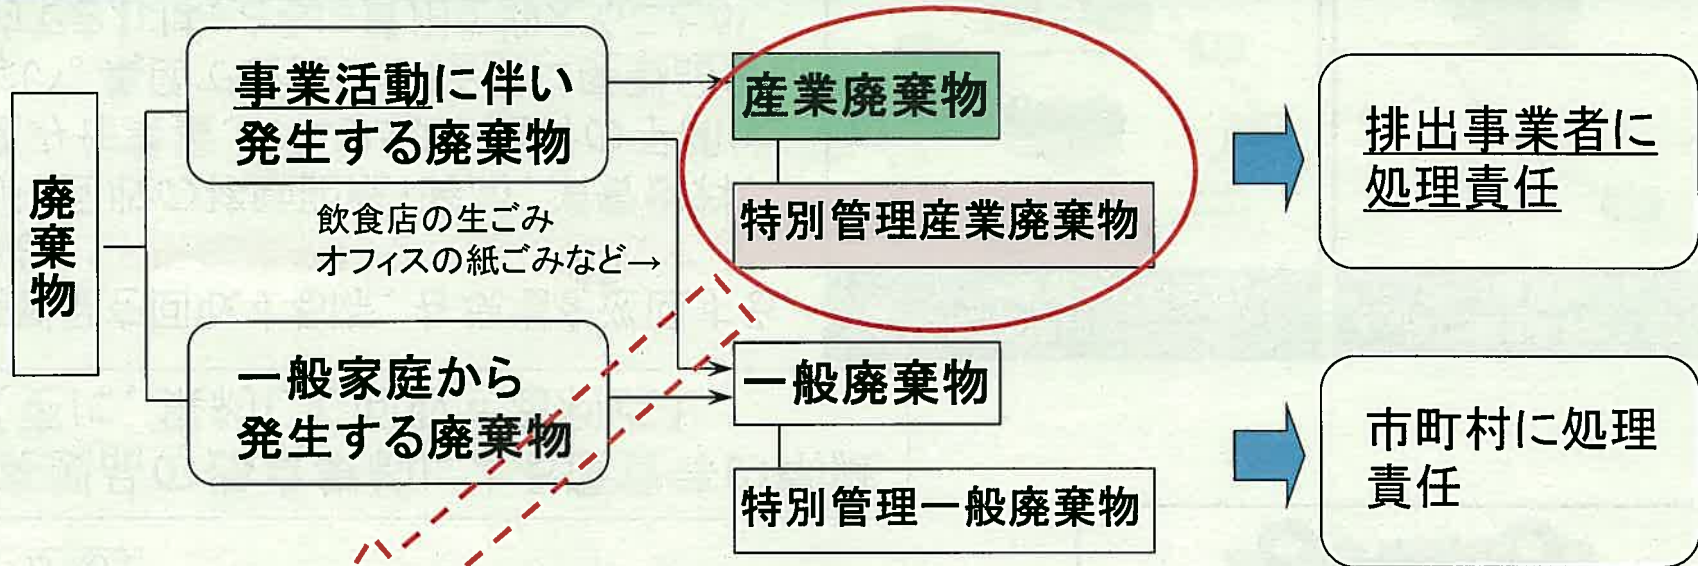 廃棄物
事業活動に伴い
発生する廃棄物
飲食店の生ごみ
オフィスの紙ごみなど→
一般家庭から
発生する廃棄物
産業廃棄物
特別管理産業廃棄物
一般廃棄物
特別管理一般廃棄物
排出事業者に
処理責任
市町村に処理
責任